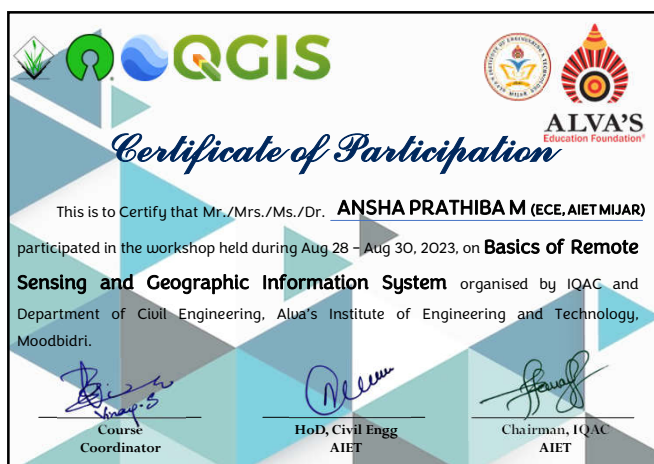 QGIS
ALVA'S
Education Foundation®
Certificate of Participation
This is to Certify that Mr./Mrs./Ms./Dr. ANSHA PRATHIBA M (ECE, AIET MIJAR)
participated in the workshop held during Aug 28 – Aug 30, 2023, on Basics of Remote
Sensing and Geographic Information System organised by IQAC and
Department of Civil Engineering, Alva's Institute of Engineering and Technology,
Moodbidri.
Vinay.S
Course HoD, Civil Engg Chairman, IQAC
Coordinator AIET AIET